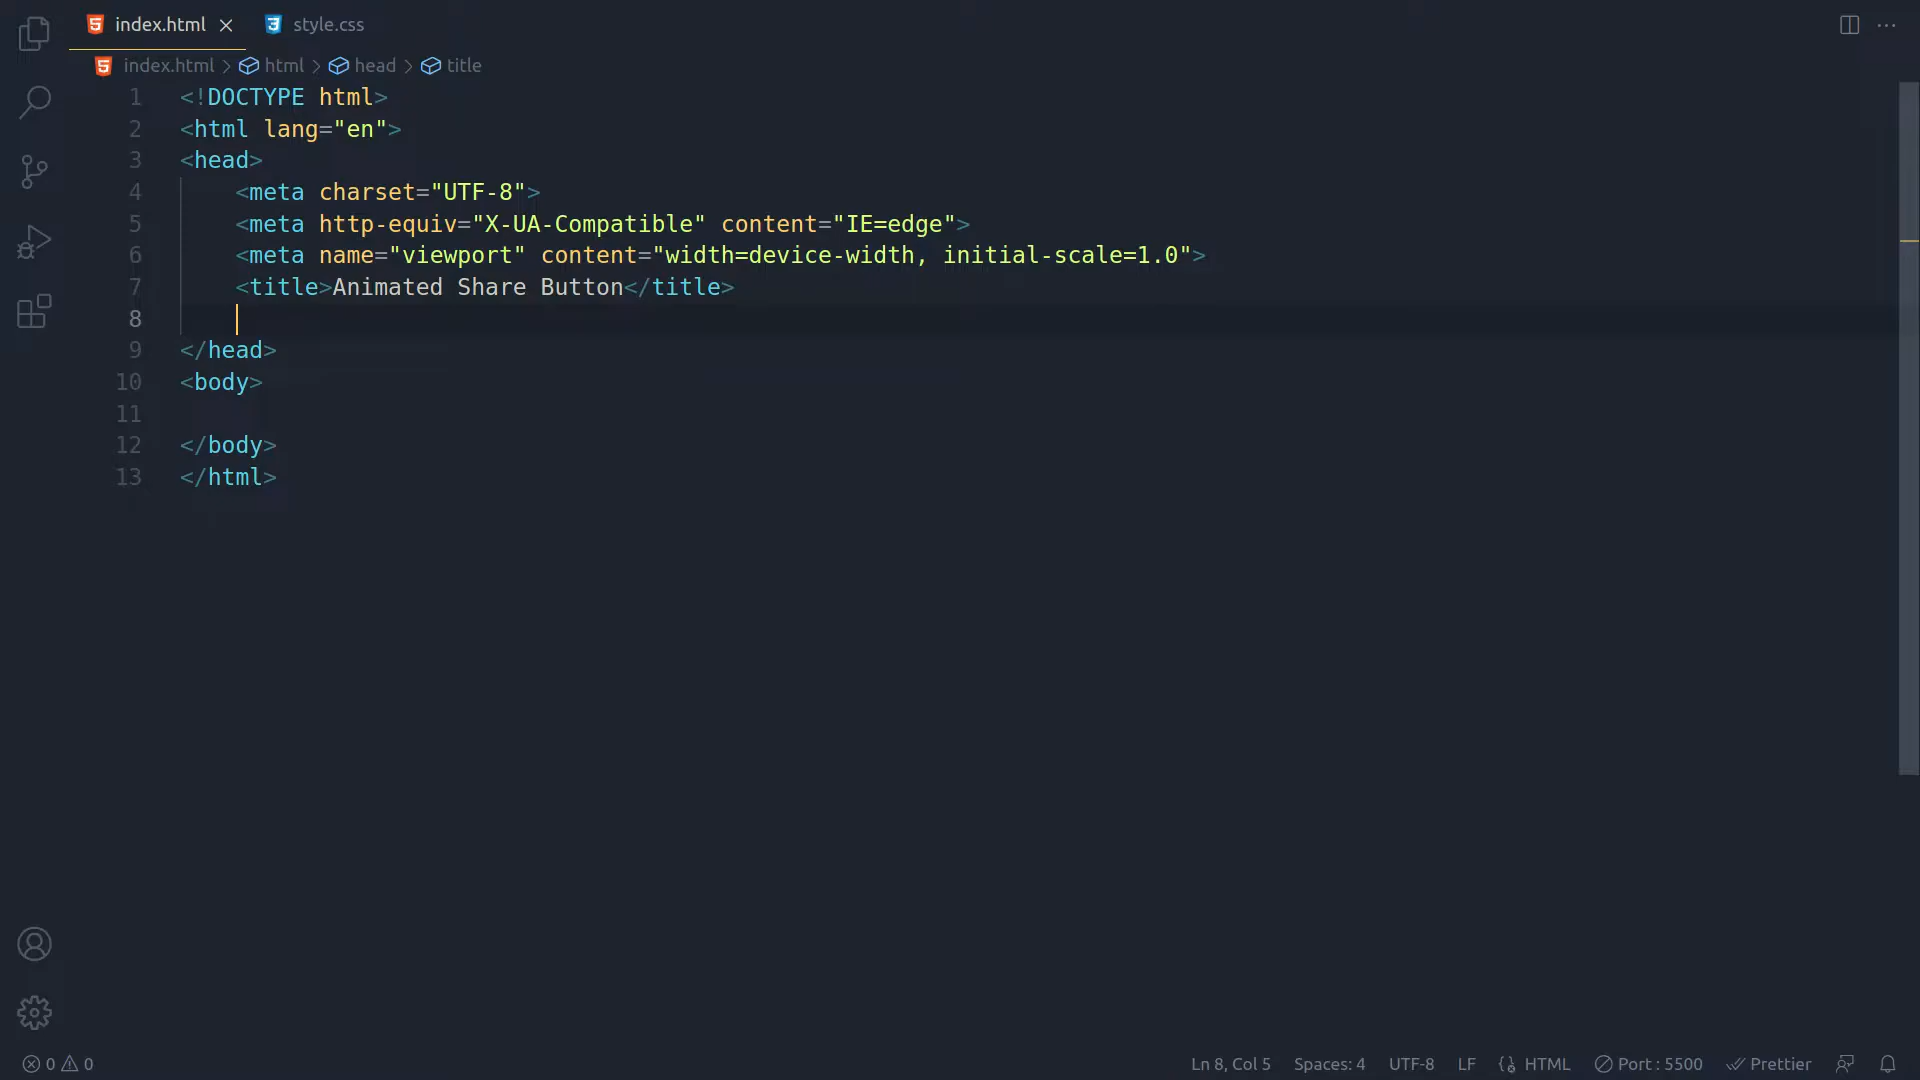 index.html style.css
index.html > html > head > title
1 <!DOCTYPE html>
2 <html lang="en">
3 <head>
4     <meta charset="UTF-8">
5     <meta http-equiv="X-UA-Compatible" content="IE=edge">
6     <meta name="viewport" content="width=device-width, initial-scale=1.0">
7     <title>Animated Share Button</title>
8
9 </head>
10 <body>
11
12 </body>
13 </html>
0 0 Ln 8, Col 5 Spaces: 4 UTF-8 LF HTML Port : 5500 Prettier